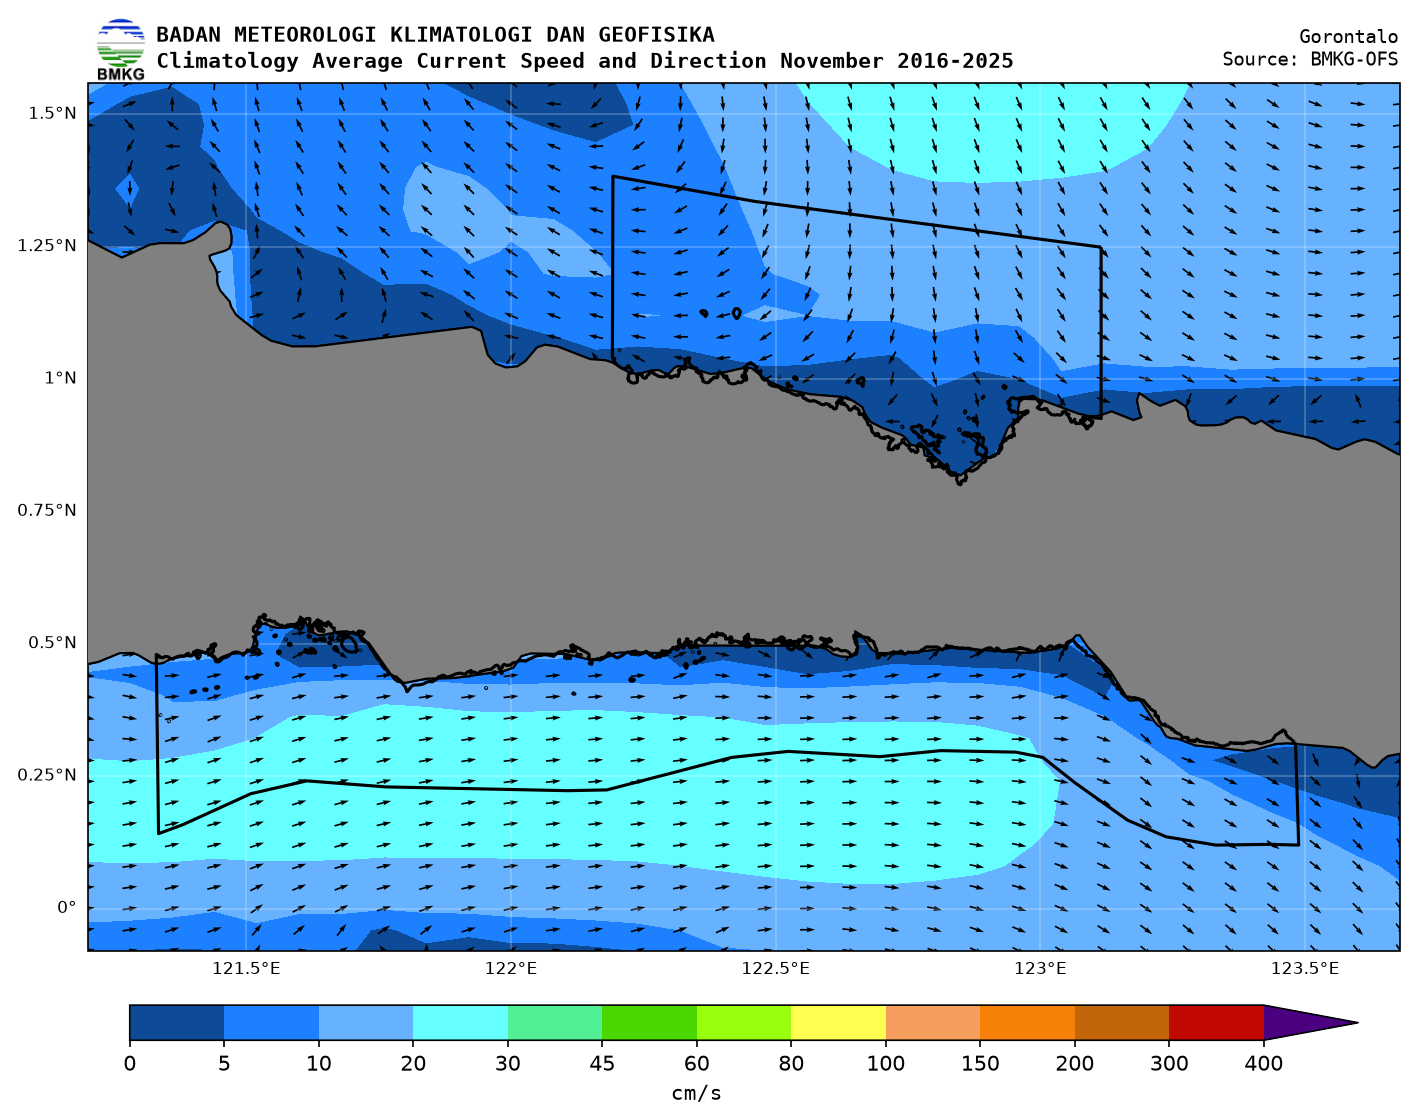 BADAN METEOROLOGI KLIMATOLOGI DAN GEOFISIKA
Climatology Average Current Speed and Direction November 2016-2025
BMKG
Gorontalo
Source: BMKG-OFS
1.5°N
1.25°N
1°N
0.75°N
0.5°N
0.25°N
0°
121.5°E 122°E 122.5°E 123°E 123.5°E
0 5 10 20 30 45 60 80 100 150 200 300 400
cm/s